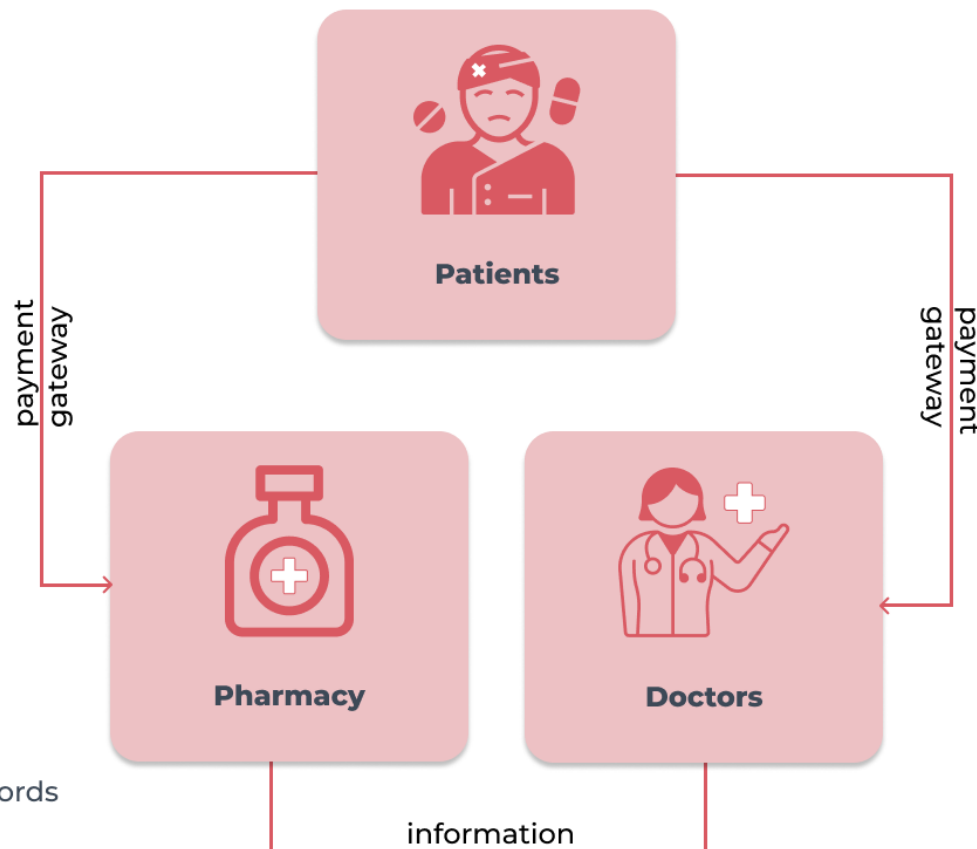 Patients
payment
gateway
payment
gateway
Pharmacy
Doctors
ords
information